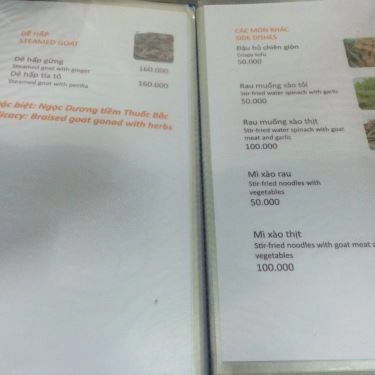 DÊ HẤP
STEAMED GOAT
Dê hấp gừng
Steamed goat with ginger 160.000
Dê hấp tía tô
Steamed goat with perilla 160.000
ặc biệt: Ngọc Dương tiềm Thuốc Bắc
licacy: Braised goat gonad with herbs
CÁC MÓN KHÁC
SIDE DISHES
Đậu hủ chiên giòn
Crispy tofu
50.000
Rau muống xào tỏi
Stir-fried water spinach with garlic
50.000
Rau muống xào thịt
Stir-fried water spinach with goat
meat and garlic
100.000
Mì xào rau
Stir-fried noodles with
vegetables
50.000
Mì xào thịt
Stir-fried noodles with goat meat a
vegetables
100.000